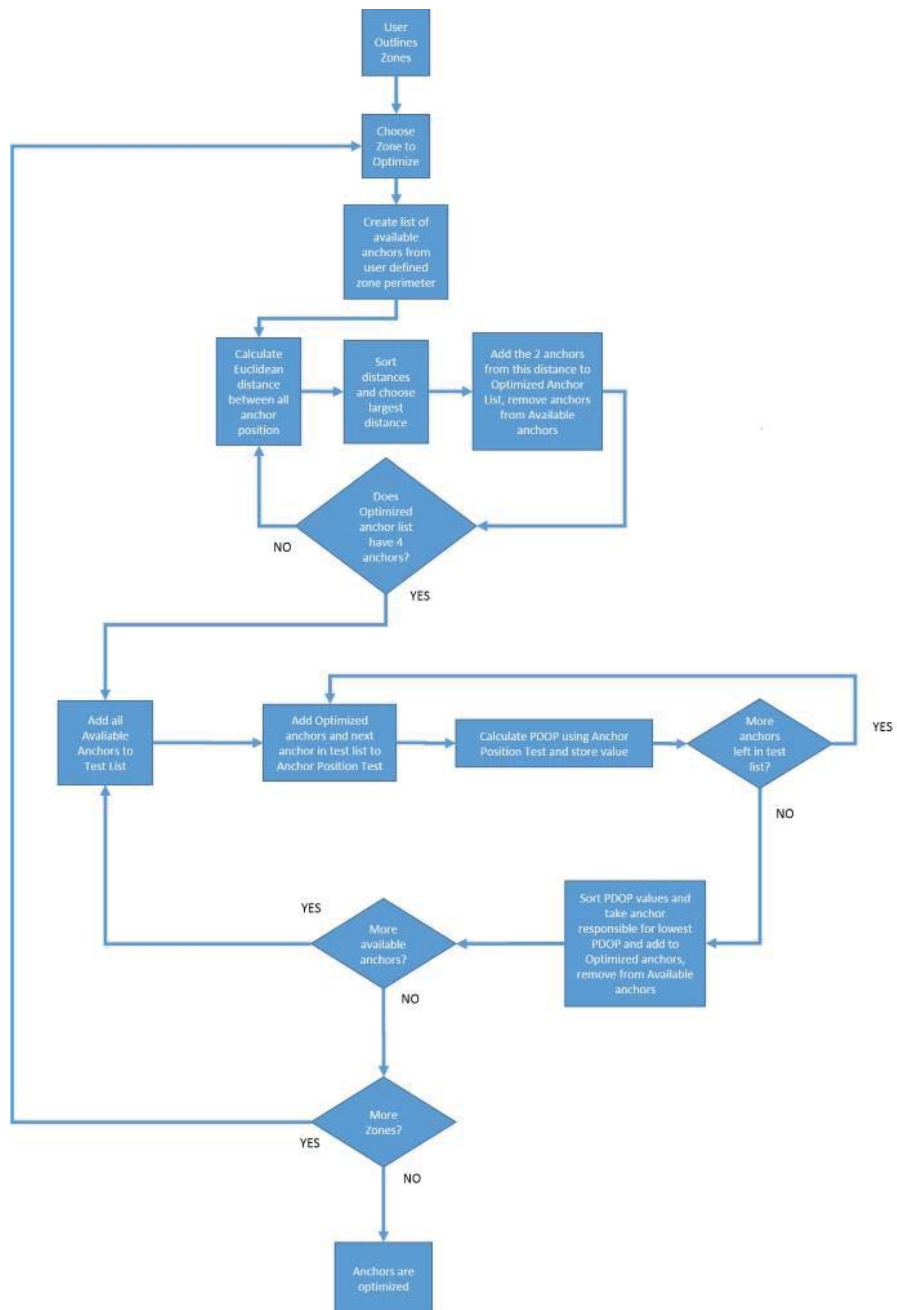 User
Outlines
Zones
Choose
Zone to
Optimize
Create list of
available
anchors from
user defined
zone perimeter
Calculate
Euclidean
distance
between all
anchor
position
Sort
distances
and choose
largest
distance
Add the 2 anchors
from this distance to
Optimized Anchor
List, remove anchors
from Available
anchors
Does
Optimized
anchor list
have 4
anchors?
NO
YES
Add all
Available
Anchors to
Test List
Add Optimized
anchors and next
anchor in test list to
Anchor Position Test
Calculate PDOP using Anchor
Position Test and store value
More
anchors
left in test
list?
YES
NO
Sort PDOP values and
take anchor
responsible for lowest
PDOP and add to
Optimized anchors,
remove from Available
anchors
More
available
anchors?
YES
NO
More
Zones?
YES
NO
Anchors are
optimized